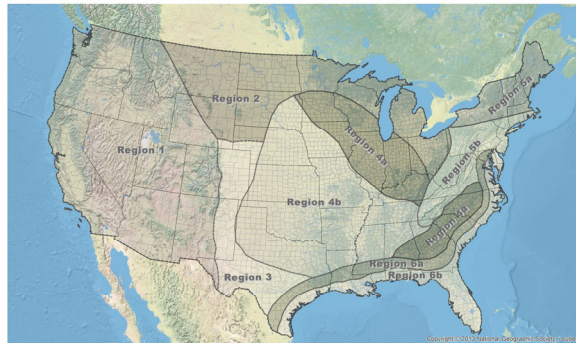 Region 5a
Region 2
Region 1
Region 4a
Region 5b
Region 4b
Region 4a
Region 6a
Region 3
Region 6b
Copyright © 2013 National Geographic Society, i-cubed